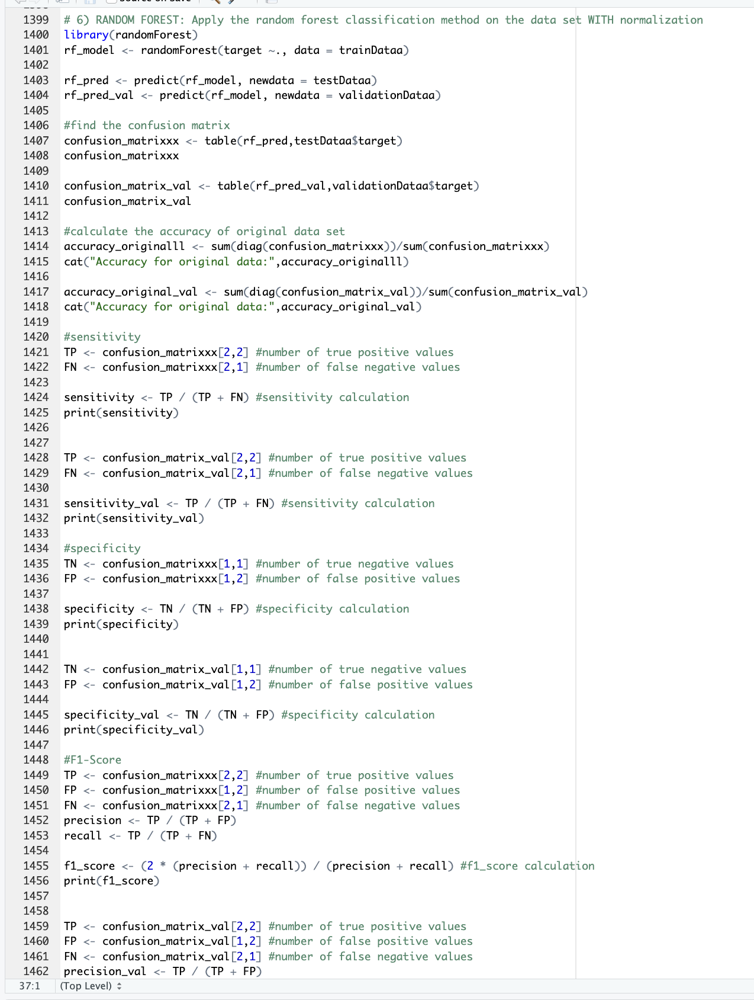 Source on Save
1398
1399 # 6) RANDOM FOREST: Apply the random forest classification method on the data set WITH normalization
1400 library(randomForest)
1401 rf_model <- randomForest(target ~., data = trainDataa)
1402
1403 rf_pred <- predict(rf_model, newdata = testDataa)
1404 rf_pred_val <- predict(rf_model, newdata = validationDataa)
1405
1406 #find the confusion matrix
1407 confusion_matrixxx <- table(rf_pred,testDataa$target)
1408 confusion_matrixxx
1409
1410 confusion_matrix_val <- table(rf_pred_val,validationDataa$target)
1411 confusion_matrix_val
1412
1413 #calculate the accuracy of original data set
1414 accuracy_originalll <- sum(diag(confusion_matrixxx))/sum(confusion_matrixxx)
1415 cat("Accuracy for original data:",accuracy_originalll)
1416
1417 accuracy_original_val <- sum(diag(confusion_matrix_val))/sum(confusion_matrix_val)
1418 cat("Accuracy for original data:",accuracy_original_val)
1419
1420 #sensitivity
1421 TP <- confusion_matrixxx[2,2] #number of true positive values
1422 FN <- confusion_matrixxx[2,1] #number of false negative values
1423
1424 sensitivity <- TP / (TP + FN) #sensitivity calculation
1425 print(sensitivity)
1426
1427
1428 TP <- confusion_matrix_val[2,2] #number of true positive values
1429 FN <- confusion_matrix_val[2,1] #number of false negative values
1430
1431 sensitivity_val <- TP / (TP + FN) #sensitivity calculation
1432 print(sensitivity_val)
1433
1434 #specificity
1435 TN <- confusion_matrixxx[1,1] #number of true negative values
1436 FP <- confusion_matrixxx[1,2] #number of false positive values
1437
1438 specificity <- TN / (TN + FP) #specificity calculation
1439 print(specificity)
1440
1441
1442 TN <- confusion_matrix_val[1,1] #number of true negative values
1443 FP <- confusion_matrix_val[1,2] #number of false positive values
1444
1445 specificity_val <- TN / (TN + FP) #specificity calculation
1446 print(specificity_val)
1447
1448 #F1-Score
1449 TP <- confusion_matrixxx[2,2] #number of true positive values
1450 FP <- confusion_matrixxx[1,2] #number of false positive values
1451 FN <- confusion_matrixxx[2,1] #number of false negative values
1452 precision <- TP / (TP + FP)
1453 recall <- TP / (TP + FN)
1454
1455 f1_score <- (2 * (precision + recall)) / (precision + recall) #f1_score calculation
1456 print(f1_score)
1457
1458
1459 TP <- confusion_matrix_val[2,2] #number of true positive values
1460 FP <- confusion_matrix_val[1,2] #number of false positive values
1461 FN <- confusion_matrix_val[2,1] #number of false negative values
1462 precision_val <- TP / (TP + FP)
37:1 (Top Level)